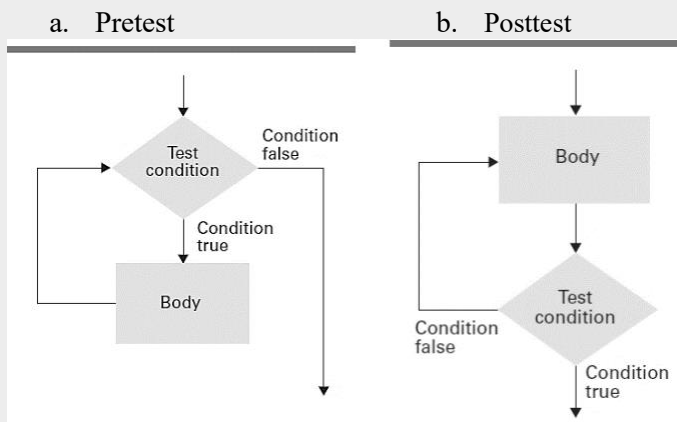 a. Pretest
b. Posttest
Test
condition
Condition
false
Condition
true
Body
Body
Test
condition
Condition
false
Condition
true